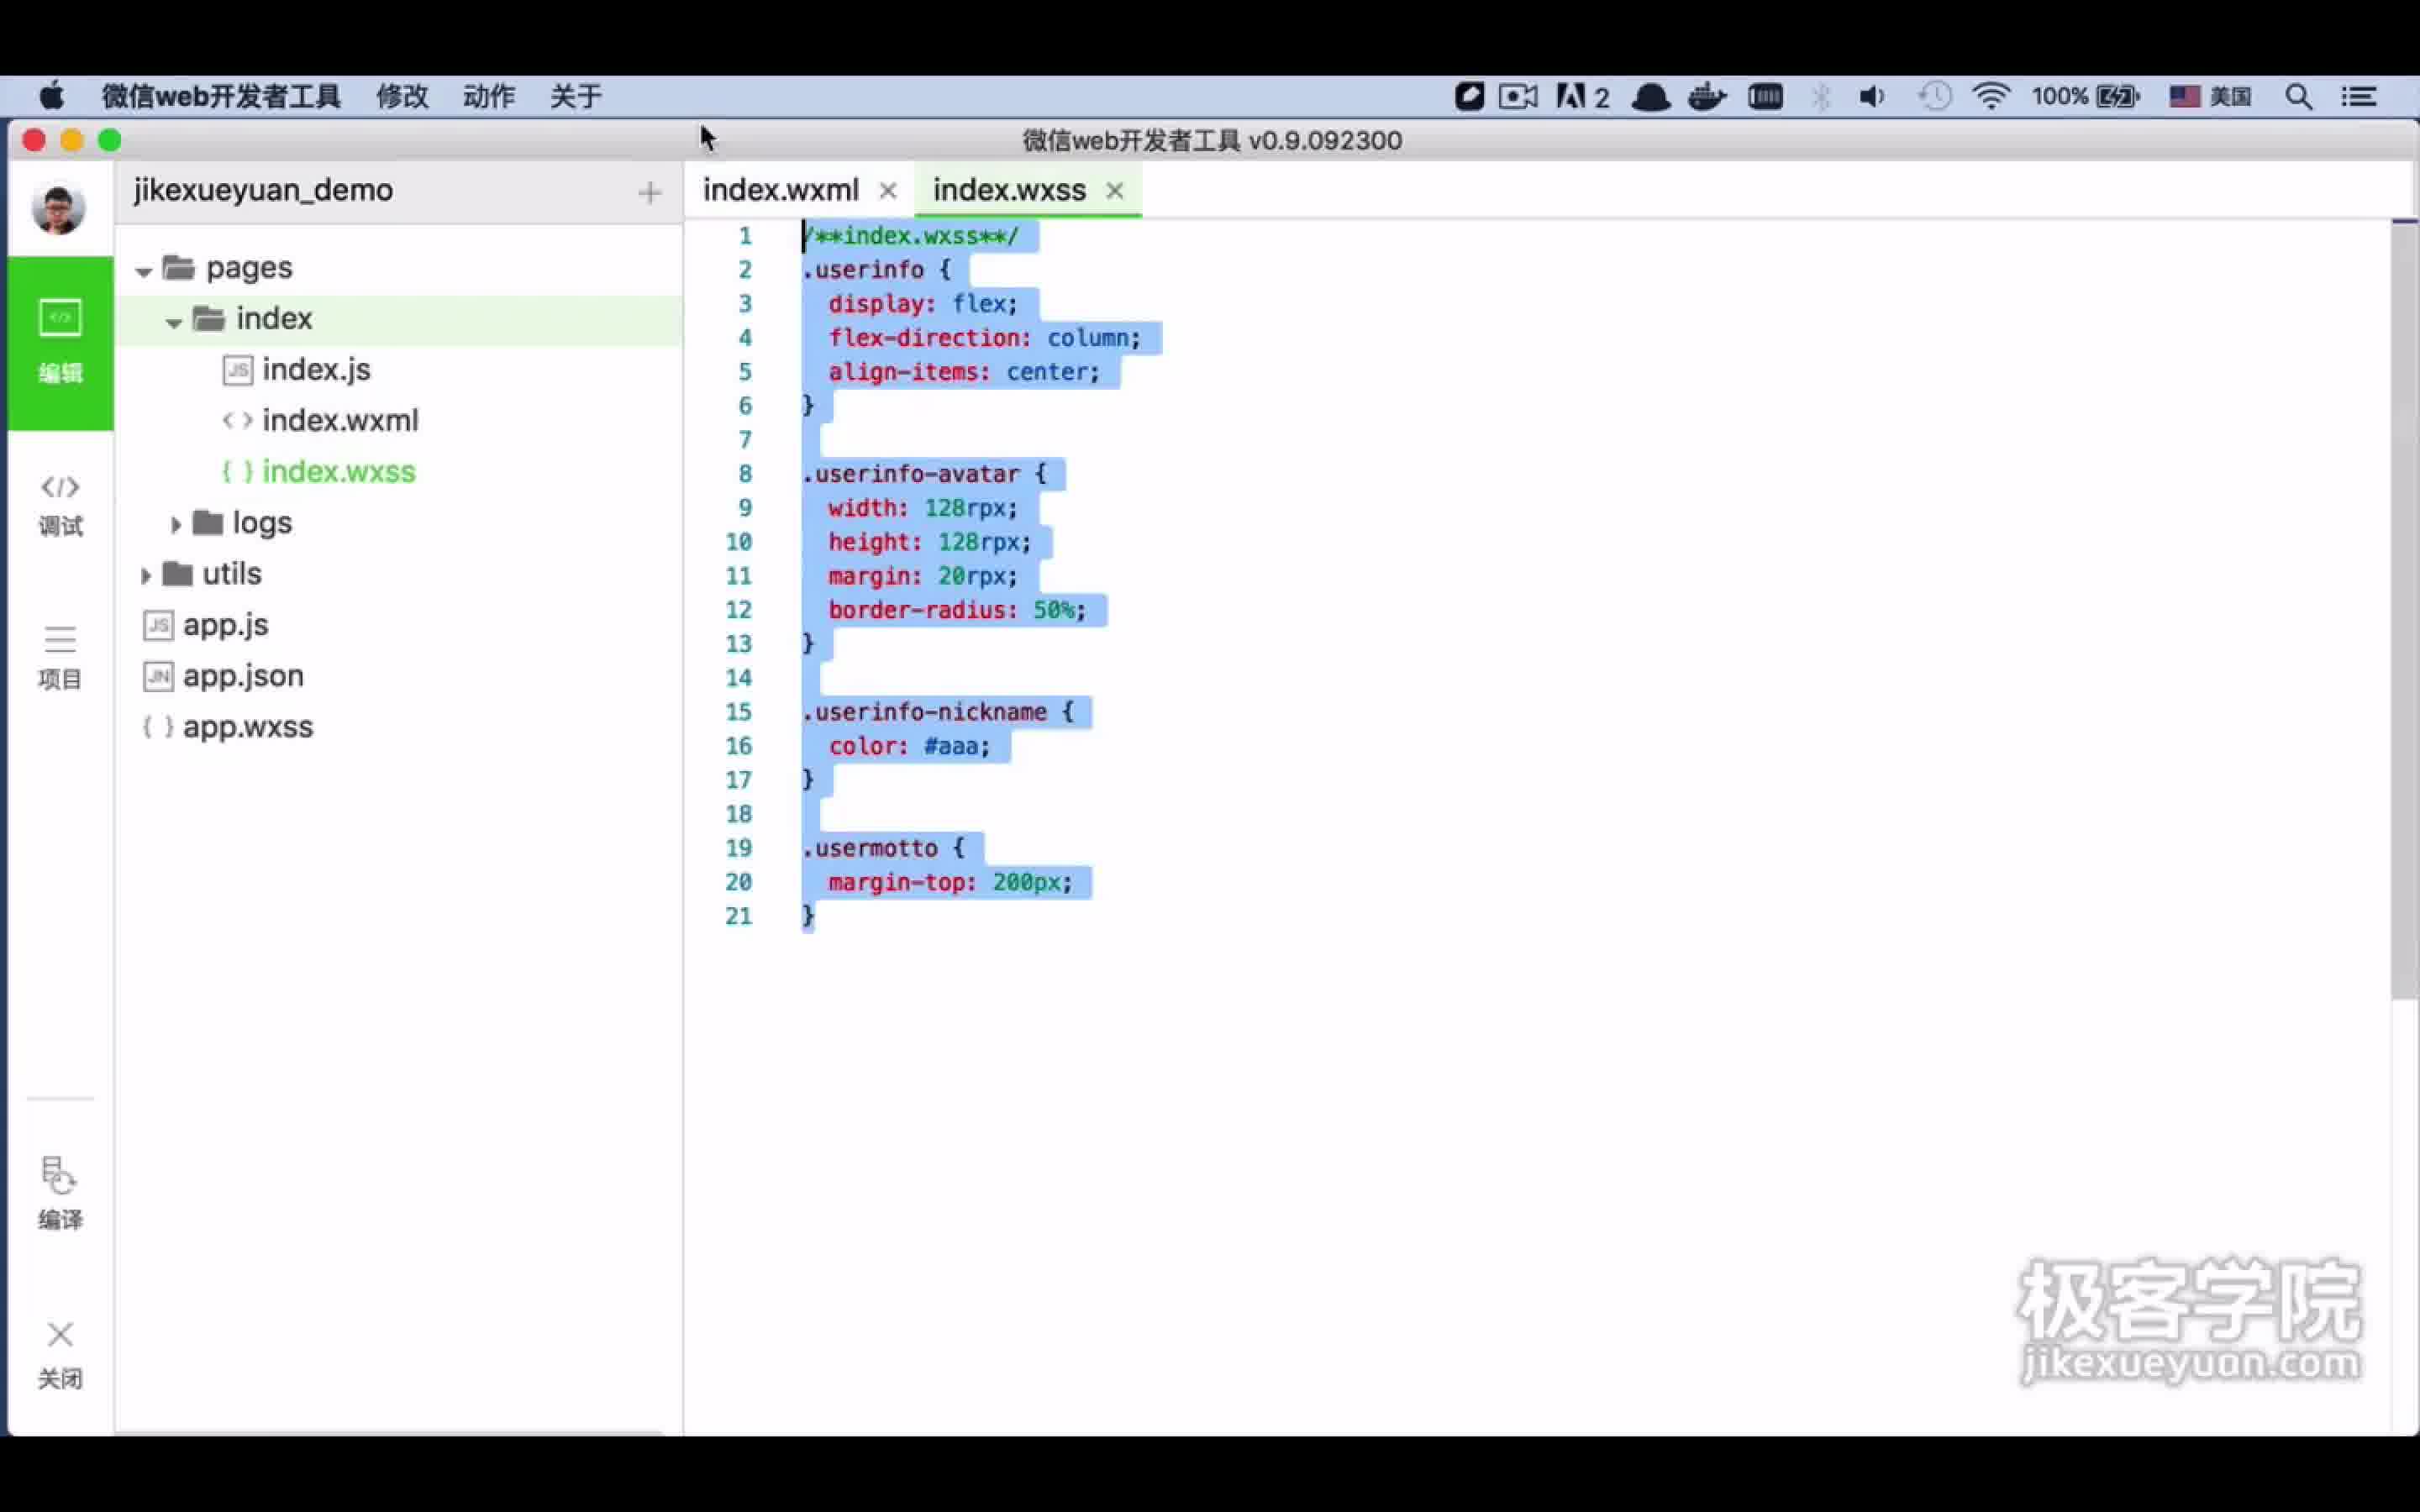 微信web开发者工具 修改 动作 关于 2 100% 美国
微信web开发者工具 v0.9.092300
jikexueyuan_demo +
index.wxml × index.wxss ×
编辑
调试
项目
编译
关闭
pages
index
JS index.js
<> index.wxml
{ } index.wxss
logs
utils
JS app.js
JN app.json
{ } app.wxss
1 /**index.wxss**/
2 .userinfo {
3 display: flex;
4 flex-direction: column;
5 align-items: center;
6 }
7
8 .userinfo-avatar {
9 width: 128rpx;
10 height: 128rpx;
11 margin: 20rpx;
12 border-radius: 50%;
13 }
14
15 .userinfo-nickname {
16 color: #aaa;
17 }
18
19 .usermotto {
20 margin-top: 200px;
21 }
极客学院
jikexueyuan.com